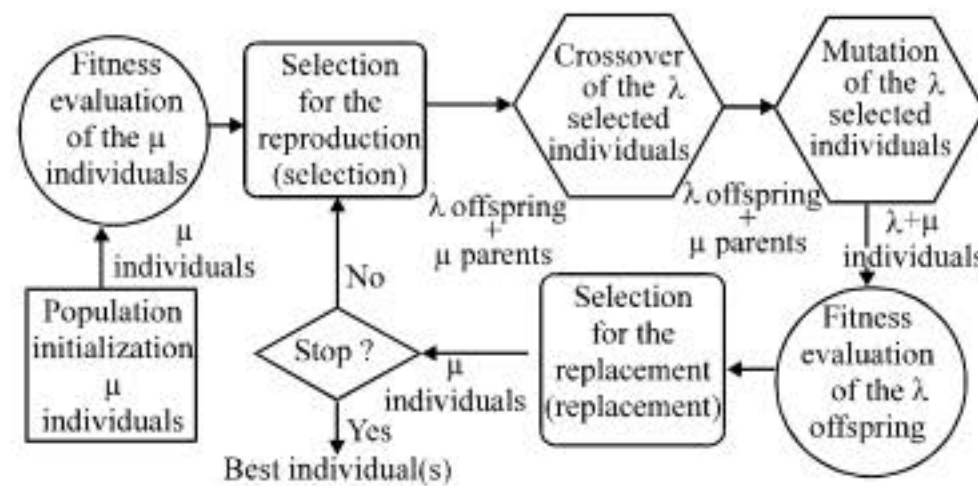 Fitness
evaluation
of the μ
individuals
Selection
for the
reproduction
(selection)
Crossover
of the λ
selected
individuals
Mutation
of the λ
selected
individuals
μ
individuals
λ offspring
+
μ parents
λ offspring
+
μ parents
λ+μ
individuals
Population
initialization
μ
individuals
No
Stop ?
Yes
Best individual(s)
μ
individuals
Selection
for the
replacement
(replacement)
Fitness
evaluation
of the λ
offspring